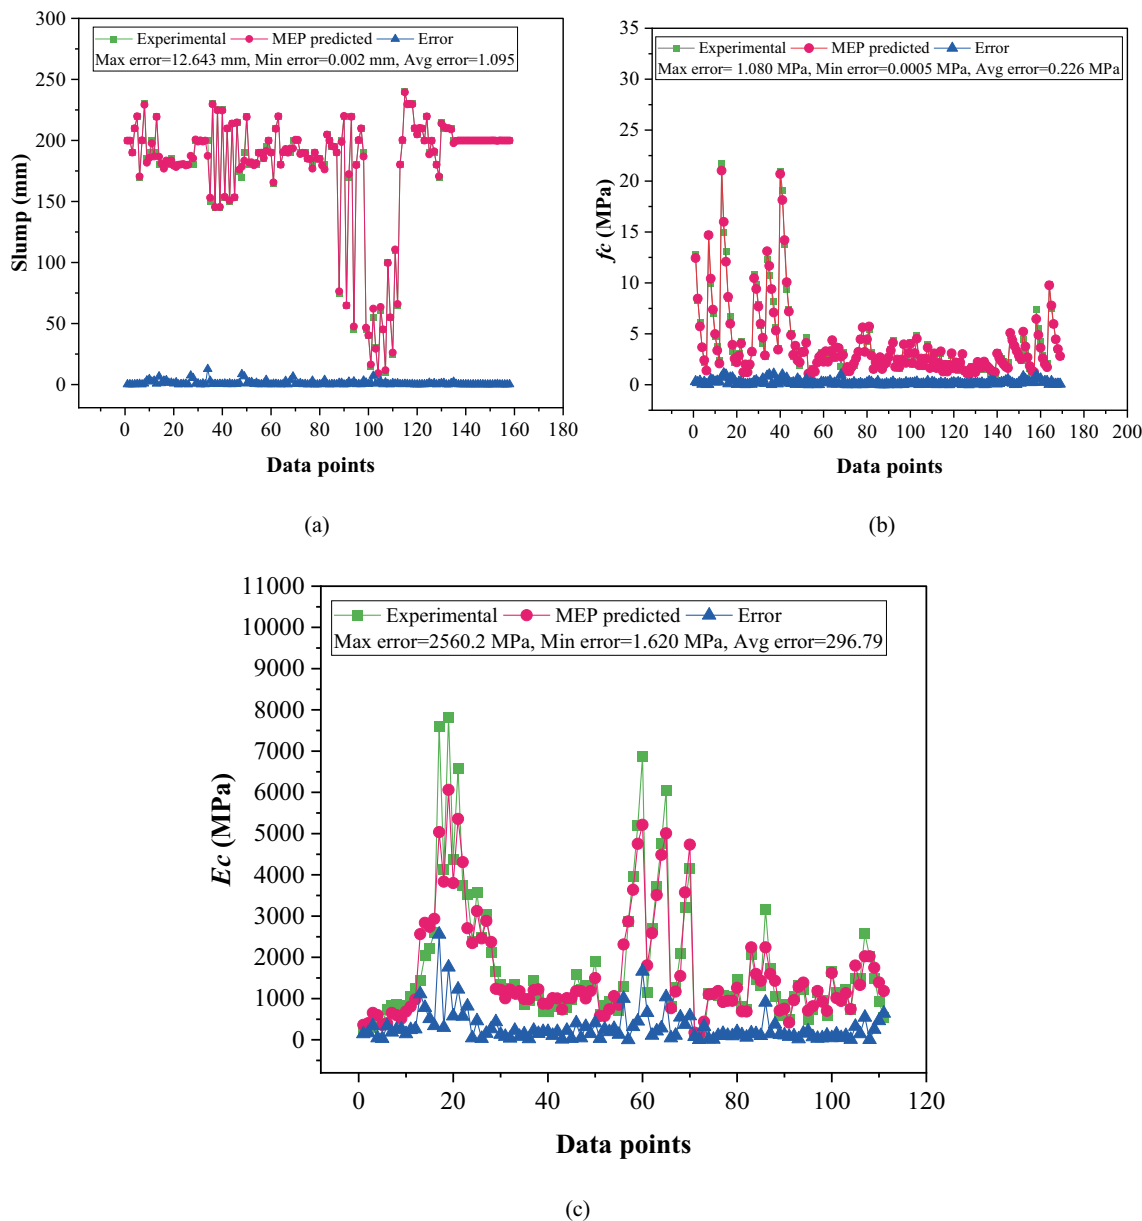 300
250
200
150
100
50
0
Slump (mm)
Experimental MEP predicted Error
Max error=12.643 mm, Min error=0.002 mm, Avg error=1.095
0 20 40 60 80 100 120 140 160 180
Data points
(a)
35
30
25
20
15
10
5
0
fc (MPa)
Experimental MEP predicted Error
Max error= 1.080 MPa, Min error=0.0005 MPa, Avg error=0.226 MPa
0 20 40 60 80 100 120 140 160 180 200
Data points
(b)
11000
10000
9000
8000
7000
6000
5000
4000
3000
2000
1000
0
Ec (MPa)
Experimental MEP predicted Error
Max error=2560.2 MPa, Min error=1.620 MPa, Avg error=296.79
0 20 40 60 80 100 120
Data points
(c)